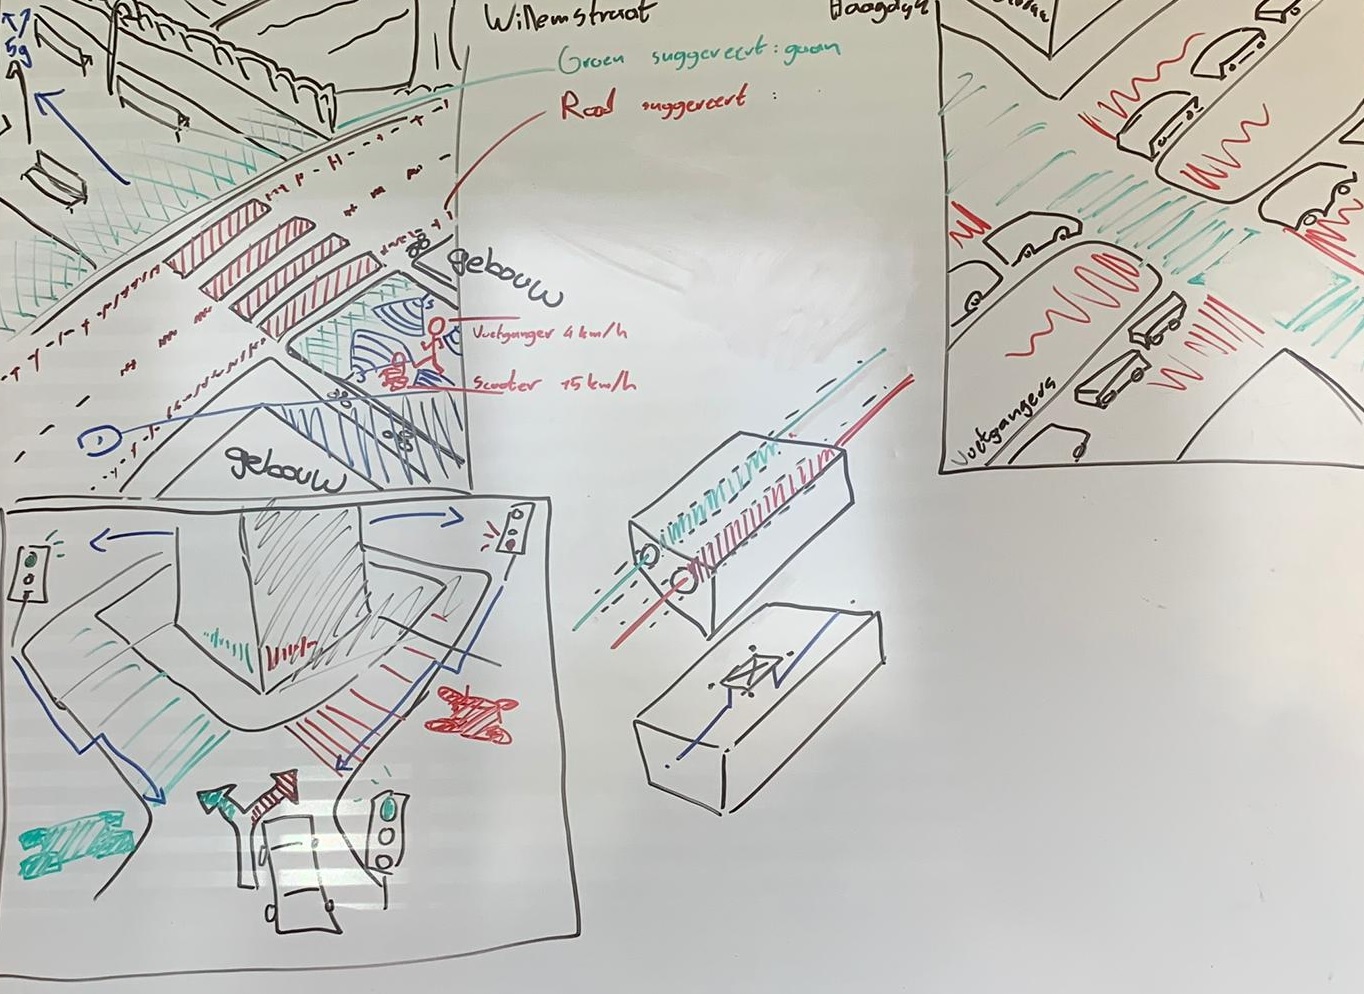 Willemstraat
Haagdijk
5g
Groen suggereert: gaan
Rood suggereert :
gebouw
Voetganger 4 km/h
Scooter 15 km/h
gebouw
Voetgangers